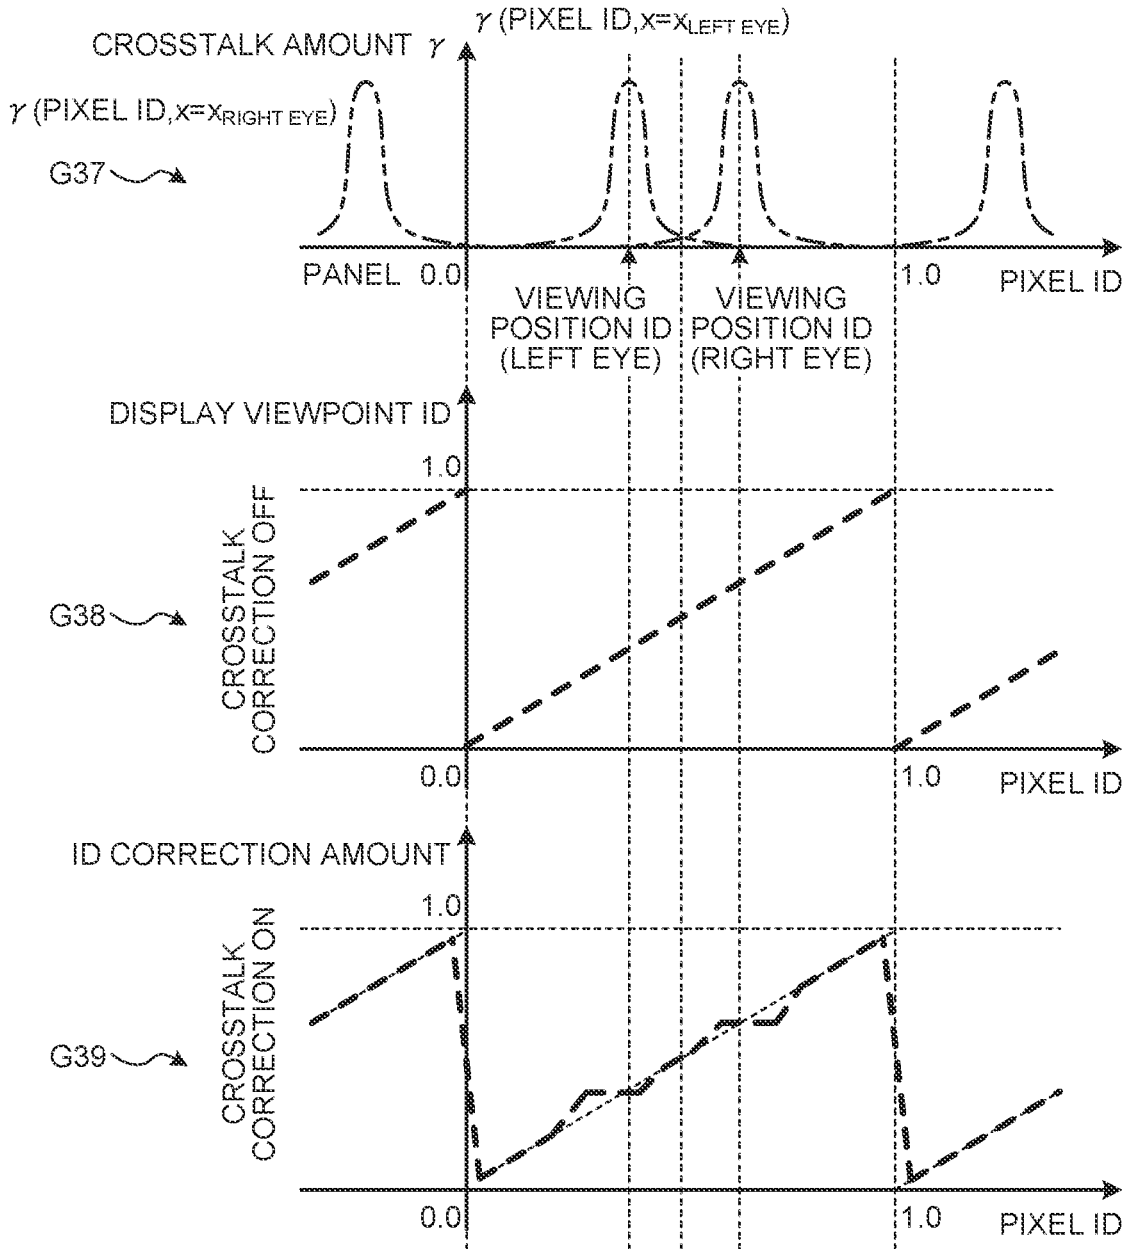 γ (PIXEL ID,x=xLEFT EYE)
CROSSTALK AMOUNT γ
γ (PIXEL ID,x=xRIGHT EYE)
G37
PANEL 0.0 1.0 PIXEL ID
VIEWING POSITION ID (LEFT EYE)
VIEWING POSITION ID (RIGHT EYE)
DISPLAY VIEWPOINT ID
1.0
CROSSTALK
CORRECTION OFF
G38
0.0 1.0 PIXEL ID
ID CORRECTION AMOUNT
1.0
CROSSTALK
CORRECTION ON
G39
0.0 1.0 PIXEL ID